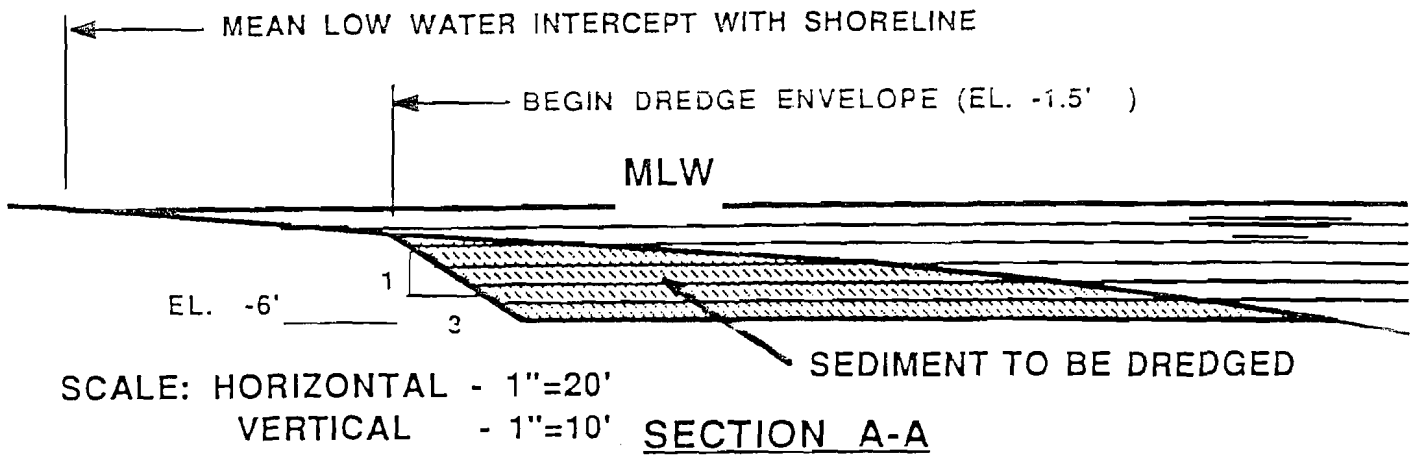 MEAN LOW WATER INTERCEPT WITH SHORELINE
BEGIN DREDGE ENVELOPE (EL. -1.5' )
MLW
1
EL. -6'
3
SEDIMENT TO BE DREDGED
SCALE: HORIZONTAL - 1"=20'
VERTICAL - 1"=10'
SECTION A-A